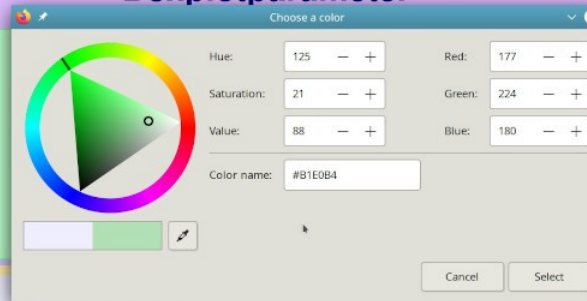 Choose a color
Hue: 125 − +
Red: 177 − +
Saturation: 21 − +
Green: 224 − +
Value: 88 − +
Blue: 180 − +
Color name: #B1E0B4
Cancel
Select